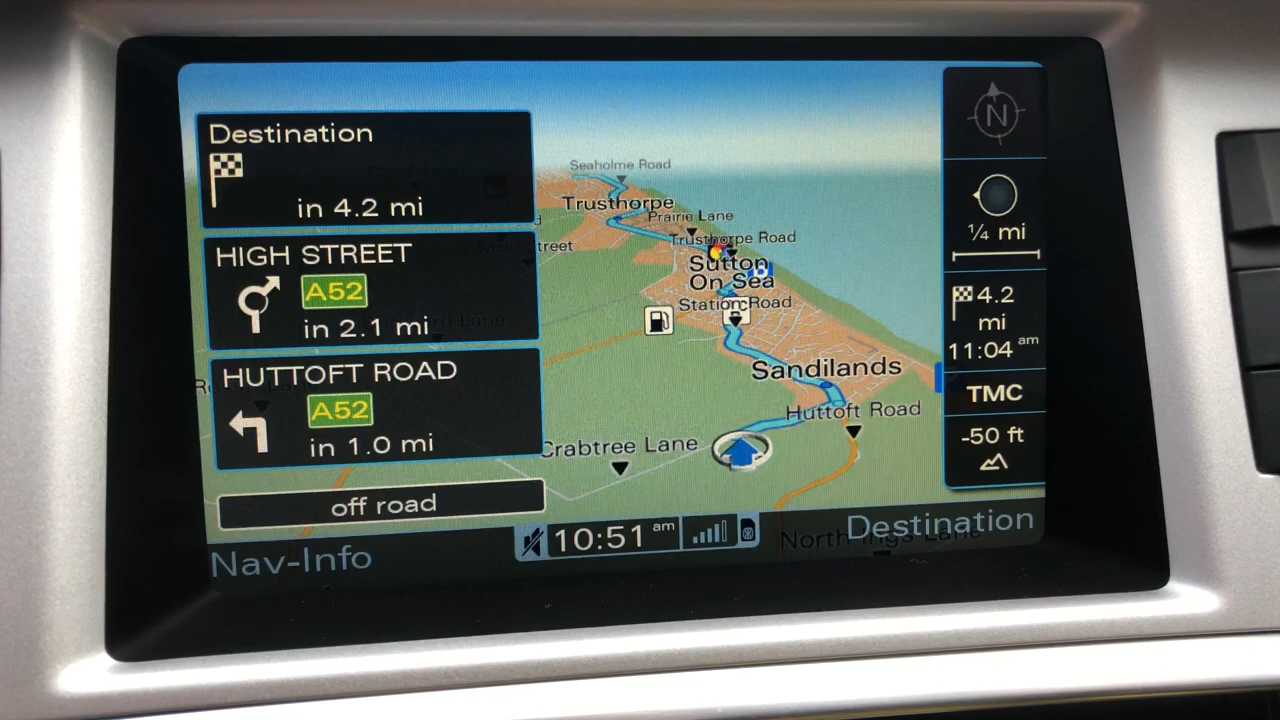 Destination
in 4.2 mi
HIGH STREET
A52
in 2.1 mi
HUTTOFT ROAD
A52
in 1.0 mi
off road
Nav-Info
10:51 am
Destination
Seaholme Road
Trusthorpe
Prairie Lane
Trusthorpe Road
Sutton
On Sea
Station Road
Sandilands
Huttoft Road
Crabtree Lane
Lane
N
¼ mi
4.2
mi
11:04 am
TMC
-50 ft